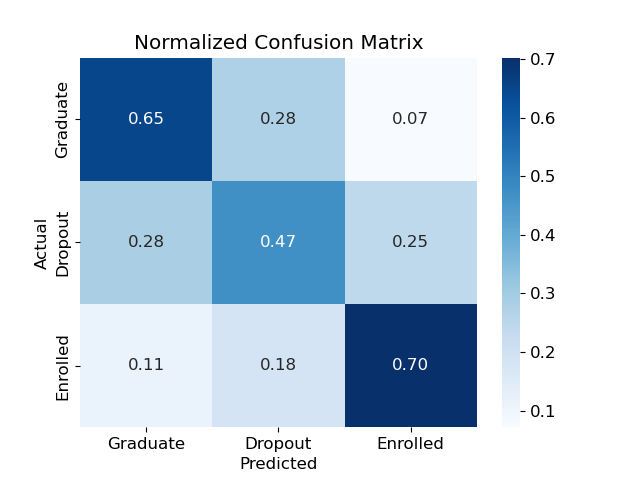 Normalized Confusion Matrix
Actual
Graduate
0.65 0.28 0.07
Dropout
0.28 0.47 0.25
Enrolled
0.11 0.18 0.70
Graduate Dropout Enrolled
Predicted
0.7
0.6
0.5
0.4
0.3
0.2
0.1